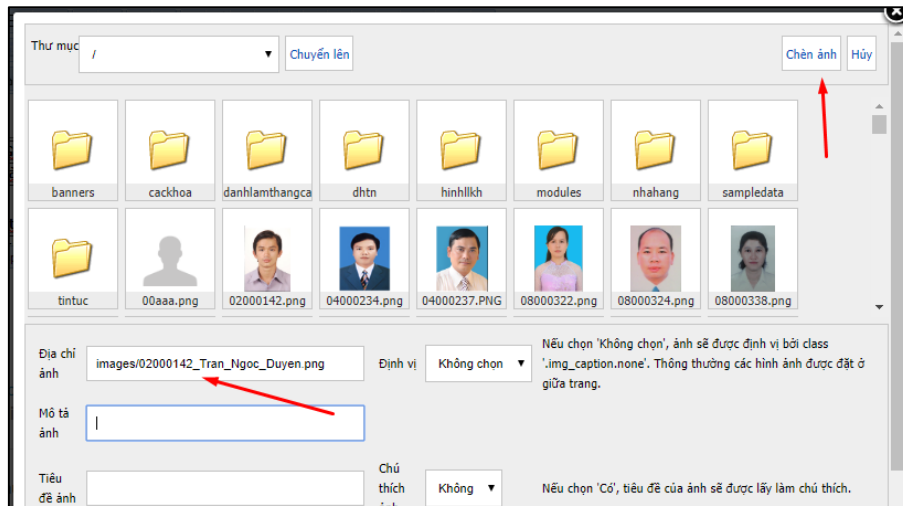 Thư mục / Chuyển lên Chèn ảnh Hủy
banners cackhoa danhlamthangca dhtn hinhllkh modules nhahang sampledata
tintuc 00aaa.png 02000142.png 04000234.png 04000237.PNG 08000322.png 08000324.png 08000338.png
Địa chỉ ảnh images/02000142_Tran_Ngoc_Duyen.png Định vị Không chọn
Nếu chọn 'Không chọn', ảnh sẽ được định vị bởi class
'.img_caption.none'. Thông thường các hình ảnh được đặt ở
giữa trang.
Mô tả
ảnh
Tiêu
đề ảnh
Chú
thích
Không
Nếu chọn 'Có', tiêu đề của ảnh sẽ được lấy làm chú thích.